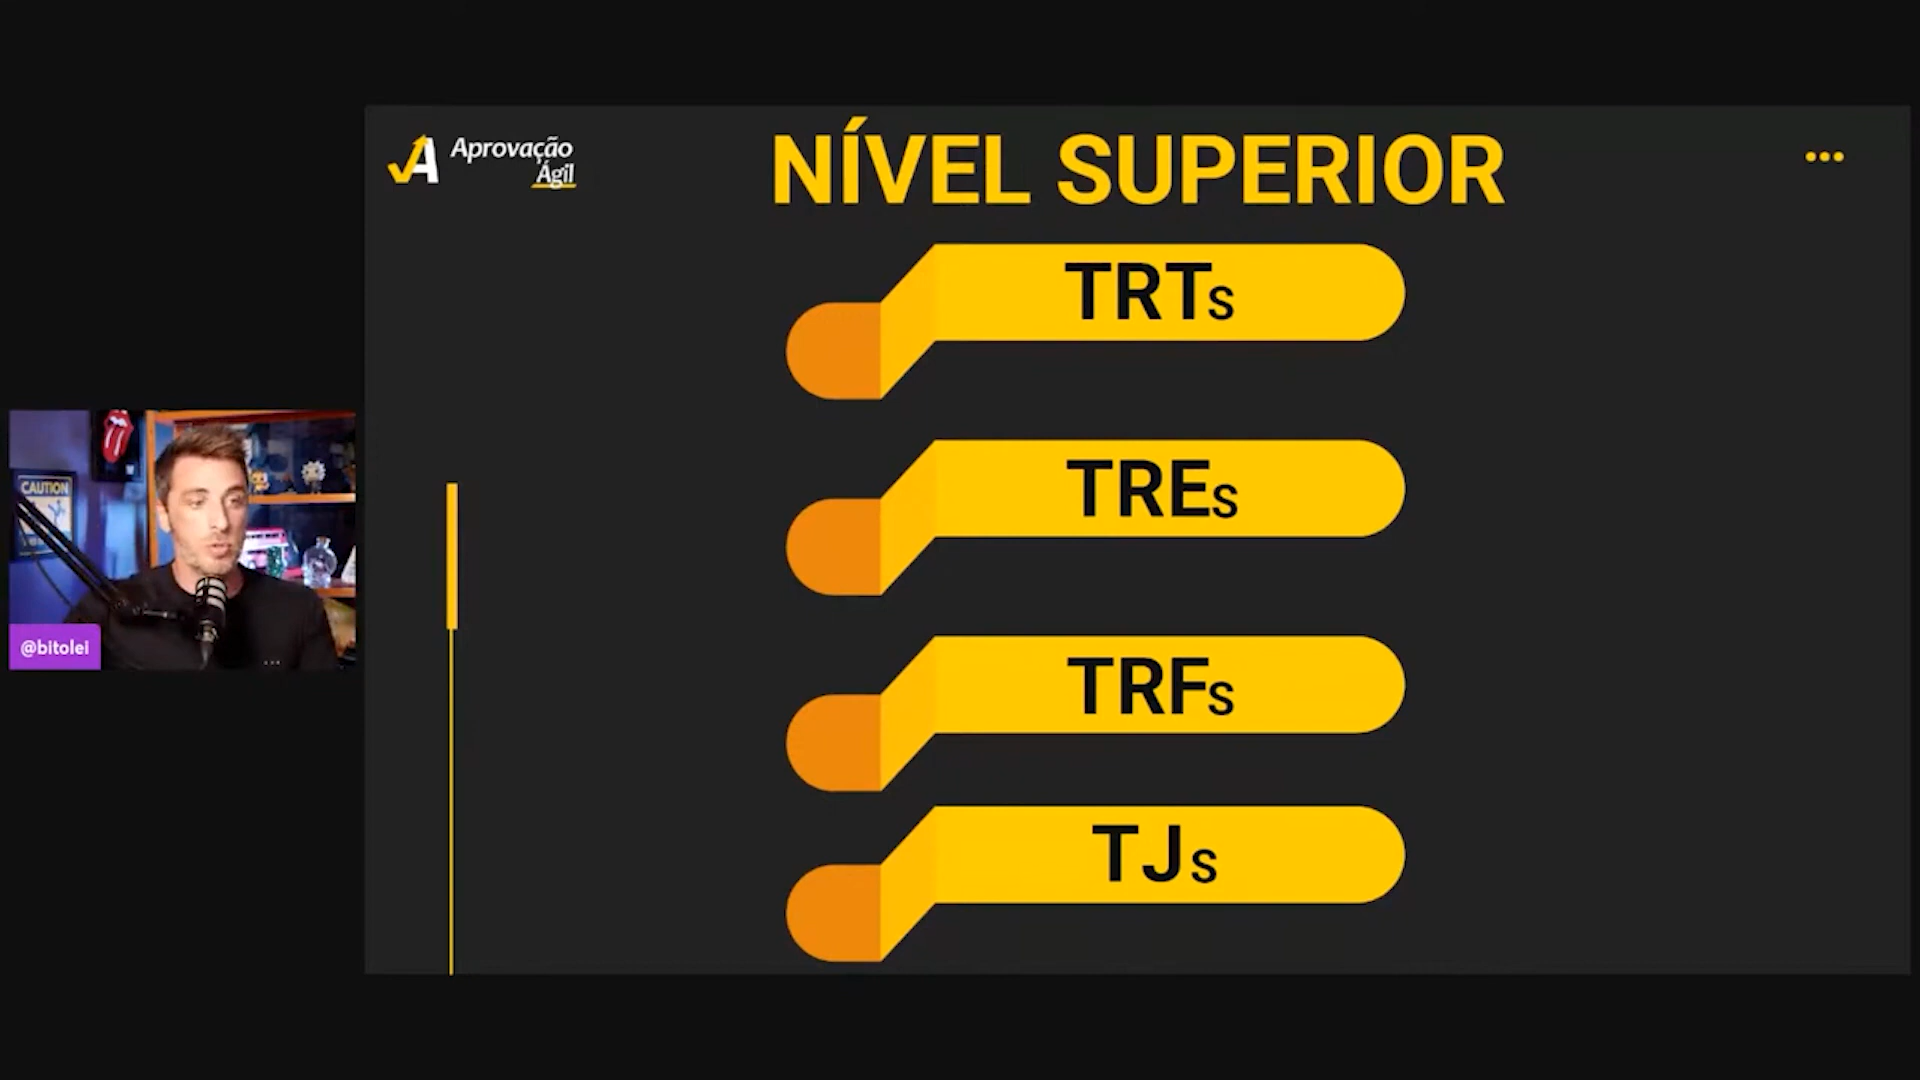 Aprovação
Ágil
NÍVEL SUPERIOR
TRTs
TREs
TRFs
TJs
CAUTION
@bitolei